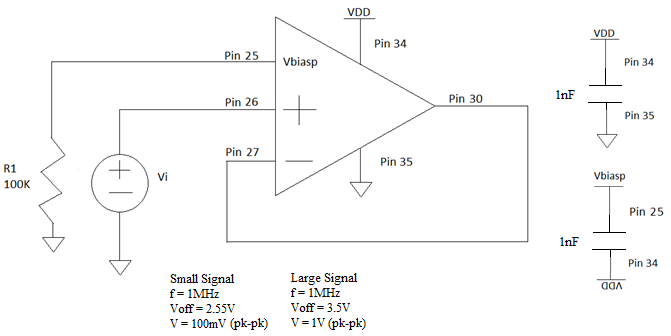 VDD
Pin 34
Pin 25
Vbiasp
Pin 26
Pin 30
Pin 27
Pin 35
R1
100K
Vi
VDD
Pin 34
1nF
Pin 35
Vbiasp
Pin 25
1nF
Pin 34
VDD
Small Signal
f = 1MHz
Voff = 2.55V
V = 100mV (pk-pk)
Large Signal
f = 1MHz
Voff = 3.5V
V = 1V (pk-pk)